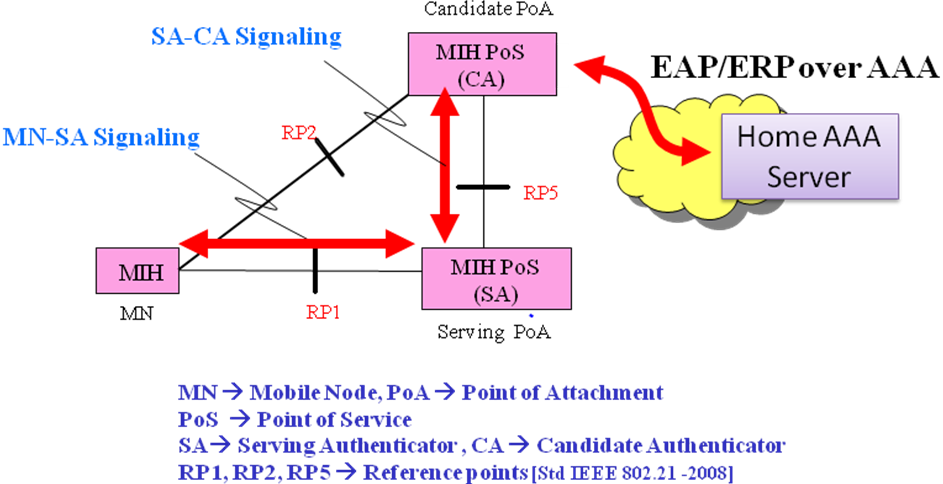 Candidate PoA
SA-CA Signaling
MIH PoS
(CA)
EAP/ERP over AAA
MN-SA Signaling
RP2
Home AAA
Server
RP5
MIH
MIH PoS
(SA)
MN
RP1
Serving PoA
MN → Mobile Node, PoA → Point of Attachment
PoS → Point of Service
SA→ Serving Authenticator , CA → Candidate Authenticator
RP1, RP2, RP5 → Reference points [Std IEEE 802.21 -2008]